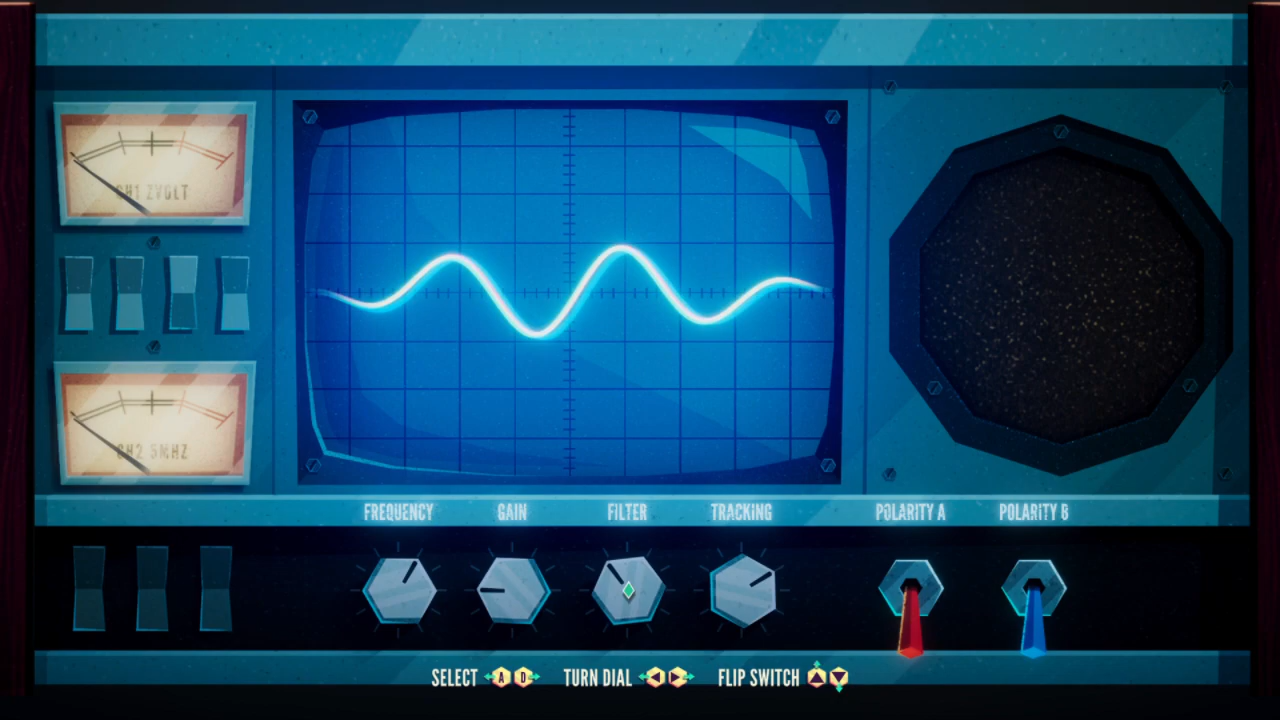 CH1 2VOLT
CH2 5MHZ
FREQUENCY GAIN FILTER TRACKING POLARITY A POLARITY B
SELECT A D TURN DIAL FLIP SWITCH